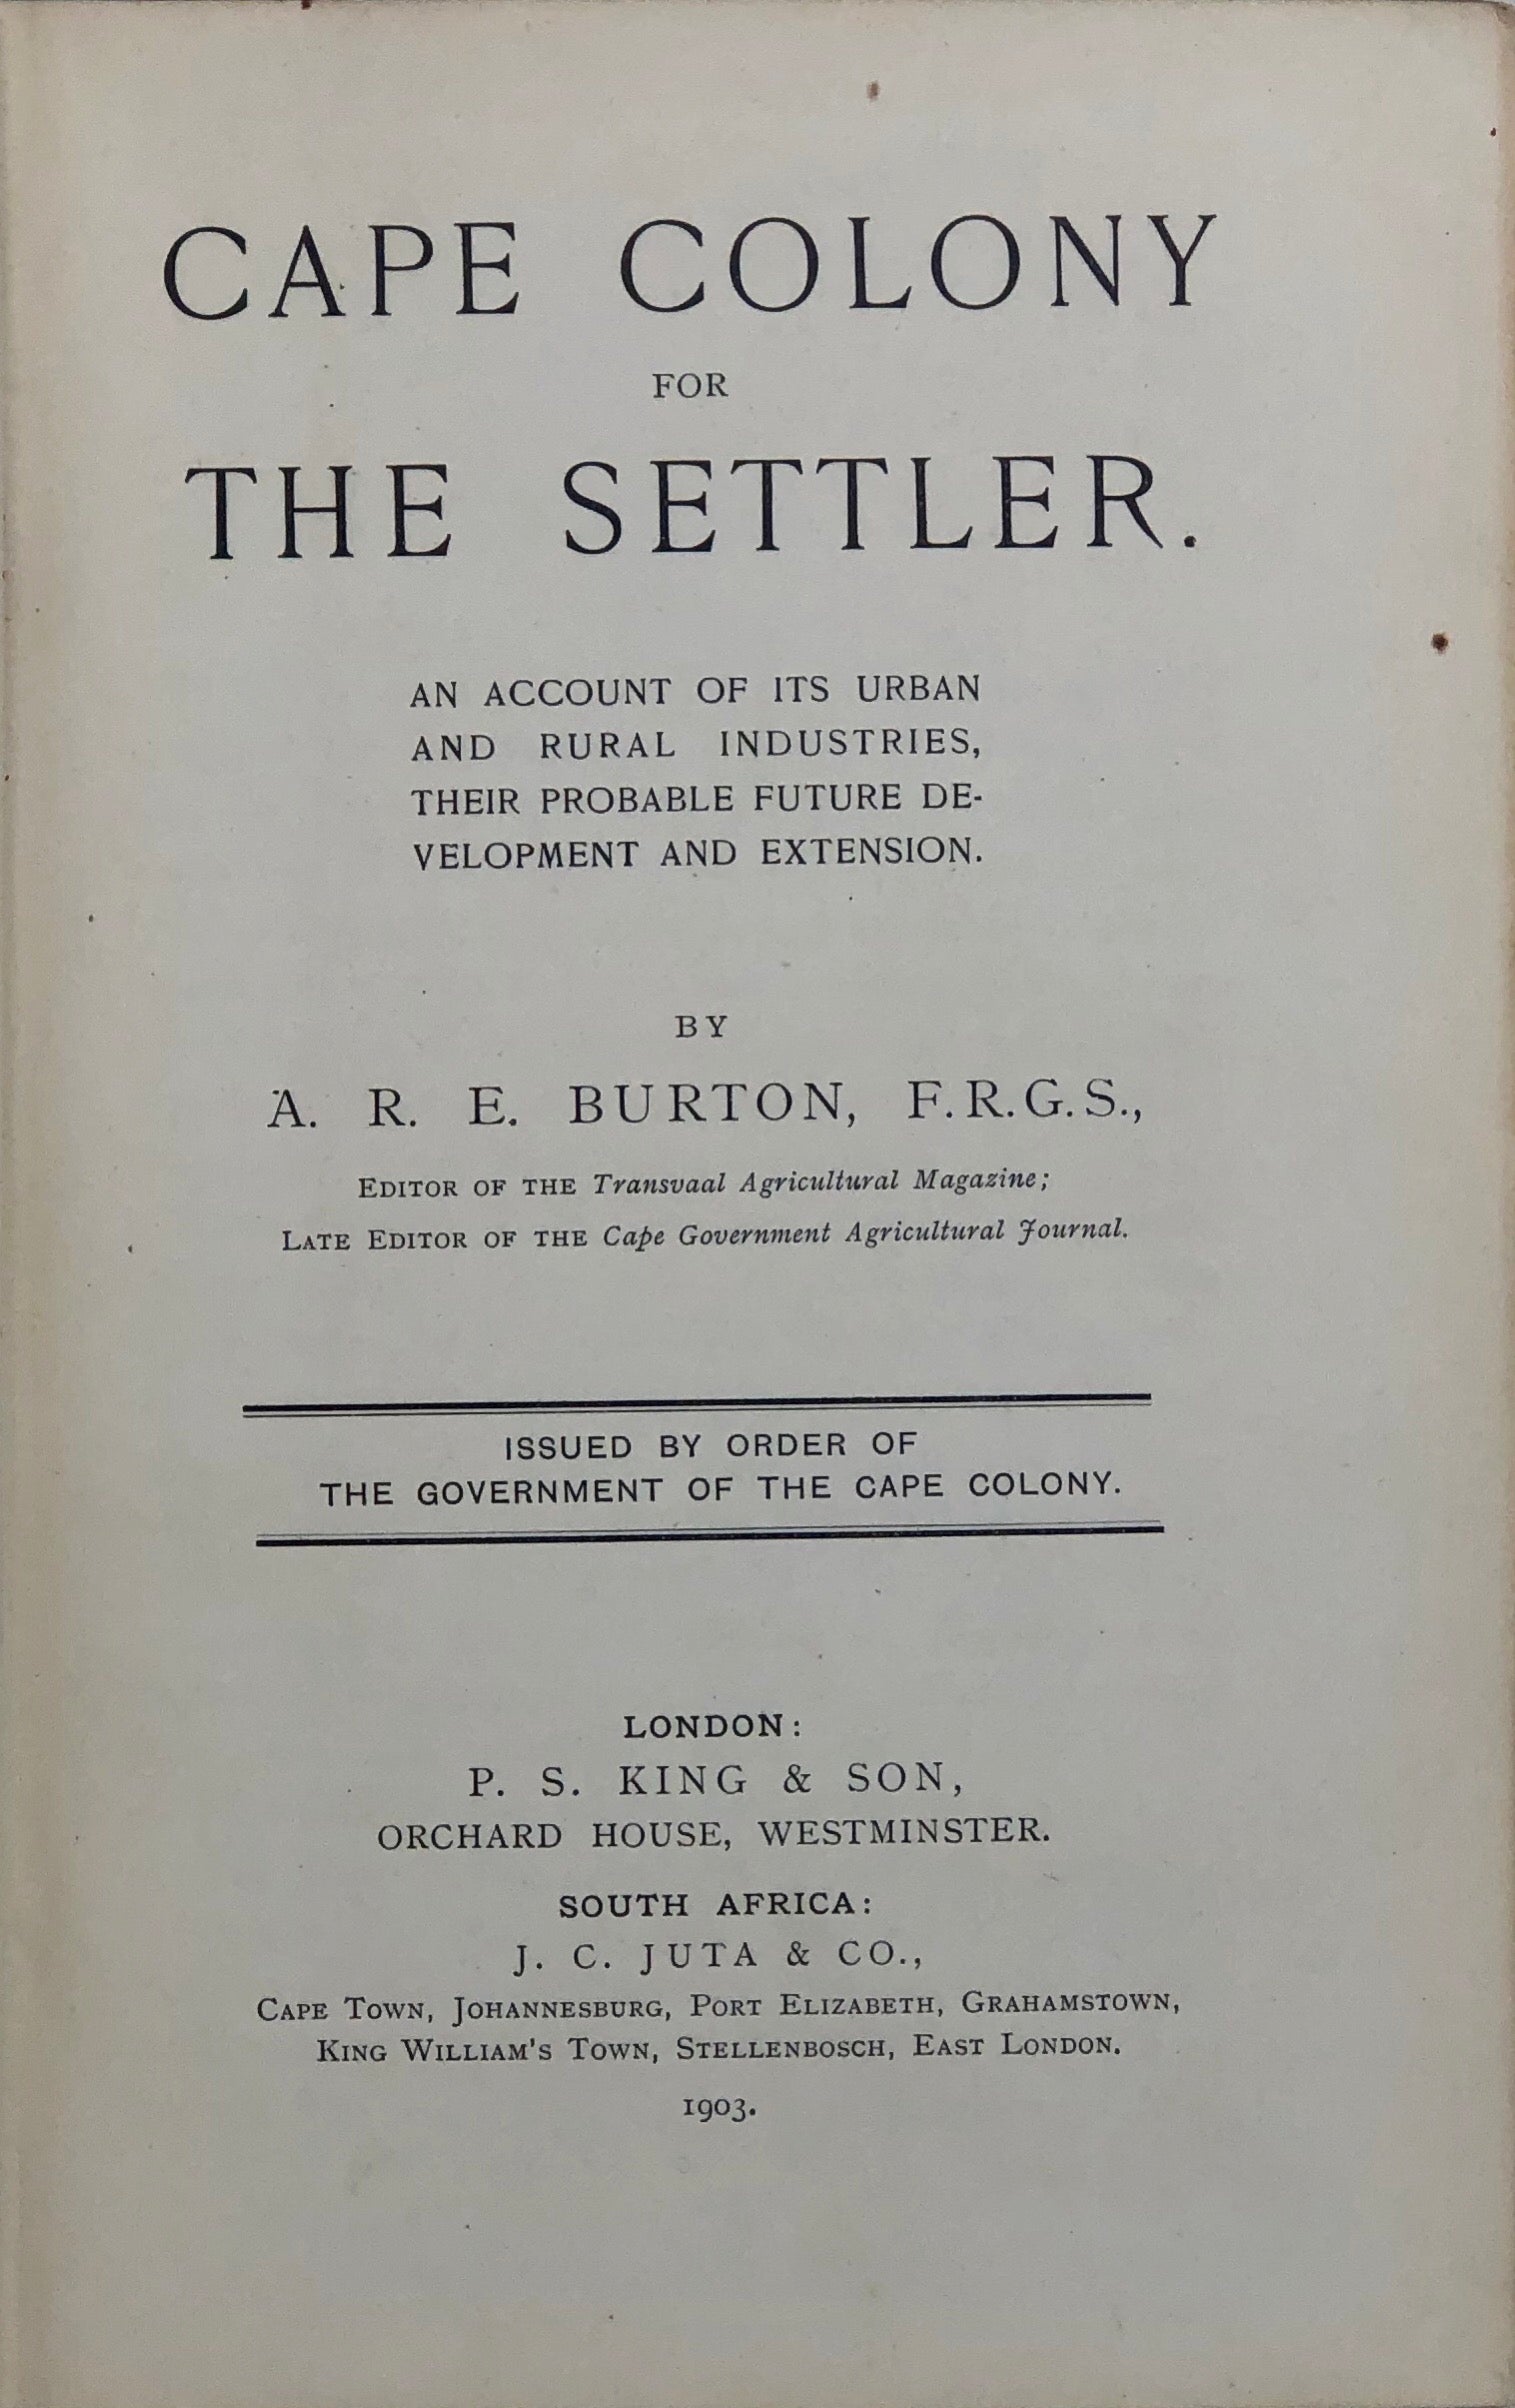 CAPE COLONY
FOR
THE SETTLER.
AN ACCOUNT OF ITS URBAN
AND RURAL INDUSTRIES,
THEIR PROBABLE FUTURE DE-
VELOPMENT AND EXTENSION.
BY
A. R. E. BURTON, F.R.G.S.,
EDITOR OF THE Transvaal Agricultural Magazine;
LATE EDITOR OF THE Cape Government Agricultural Journal.
ISSUED BY ORDER OF
THE GOVERNMENT OF THE CAPE COLONY.
LONDON:
P. S. KING & SON,
ORCHARD HOUSE, WESTMINSTER.
SOUTH AFRICA:
J. C. JUTA & CO.,
CAPE TOWN, JOHANNESBURG, PORT ELIZABETH, GRAHAMSTOWN,
KING WILLIAM'S TOWN, STELLENBOSCH, EAST LONDON.
1903.